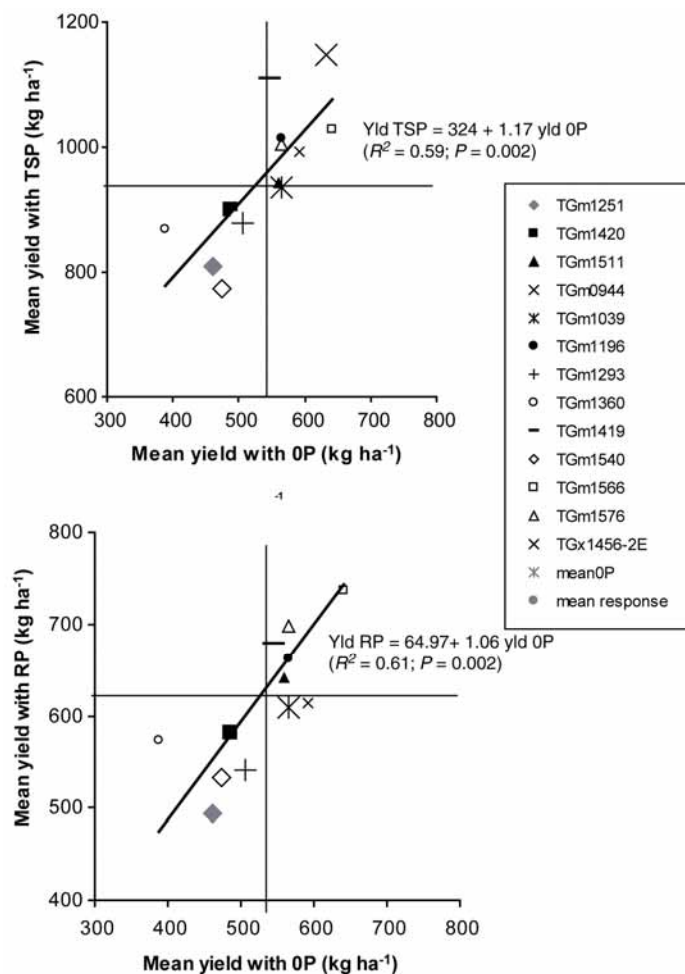 1200
1000
800
600
Mean yield with TSP (kg ha⁻¹)
Yld TSP = 324 + 1.17 yld 0P
(R² = 0.59; P = 0.002)
300 400 500 600 700 800
Mean yield with 0P (kg ha⁻¹)
TGm1251
TGm1420
TGm1511
TGm0944
TGm1039
TGm1196
TGm1293
TGm1360
TGm1419
TGm1540
TGm1566
TGm1576
TGx1456-2E
mean0P
mean response
-1
800
700
600
500
400
Mean yield with RP (kg ha⁻¹)
Yld RP = 64.97+ 1.06 yld 0P
(R² = 0.61; P = 0.002)
300 400 500 600 700 800
Mean yield with 0P (kg ha⁻¹)